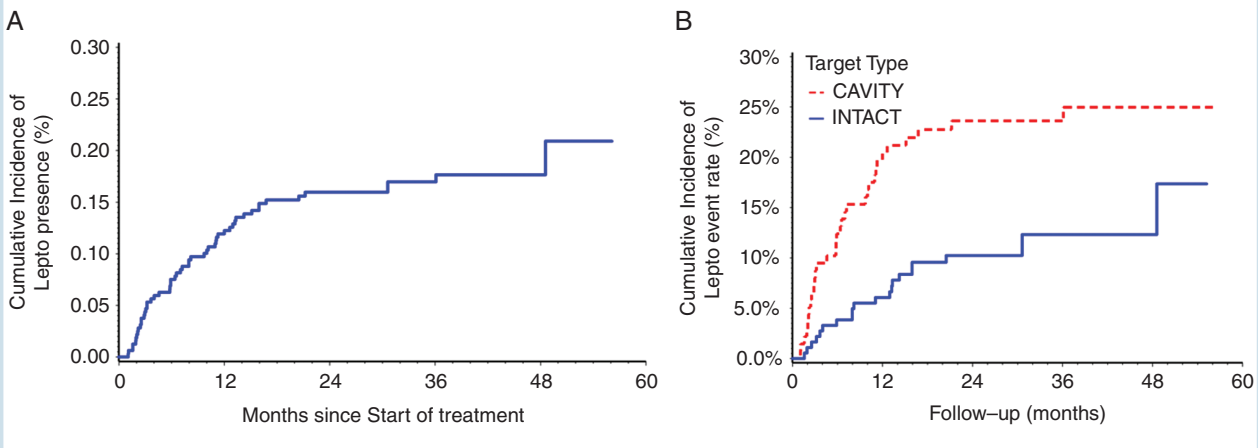 A
Cumulative Incidence of
Lepto presence (%)
0.30
0.25
0.20
0.15
0.10
0.05
0.00
0 12 24 36 48 60
Months since Start of treatment
B
Cumulative Incidence of
Lepto event rate (%)
30%
25%
20%
15%
10%
5.0%
0.0%
Target Type
CAVITY
INTACT
0 12 24 36 48 60
Follow–up (months)